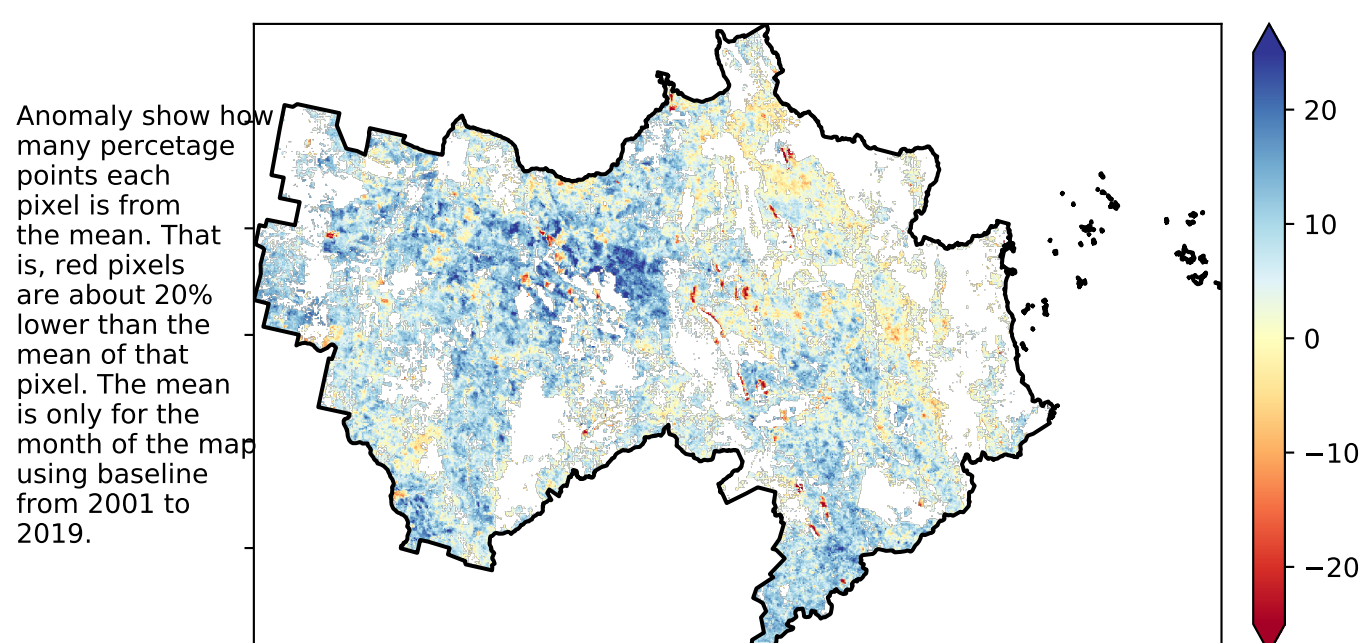 Anomaly show how
many percetage
points each
pixel is from
the mean. That
is, red pixels
are about 20%
lower than the
mean of that
pixel. The mean
is only for the
month of the map
using baseline
from 2001 to
2019.
20
10
0
−10
−20